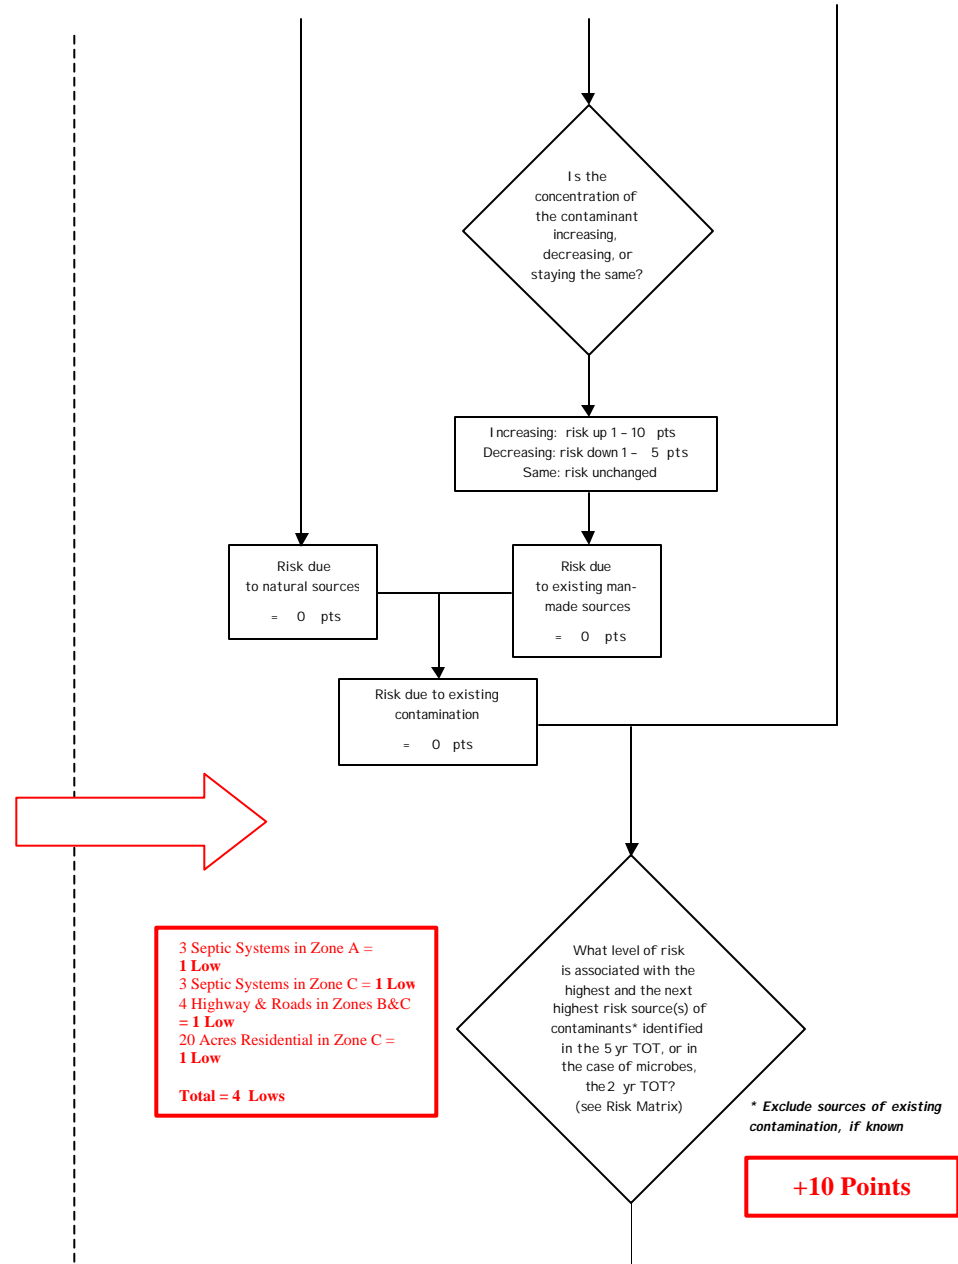 Is the
concentration of
the contaminant
increasing,
decreasing, or
staying the same?
Increasing: risk up 1 – 10 pts
Decreasing: risk down 1 – 5 pts
Same: risk unchanged
Risk due
to natural sources
= 0 pts
Risk due
to existing man-
made sources
= 0 pts
Risk due to existing
contamination
= 0 pts
3 Septic Systems in Zone A =
1 Low
3 Septic Systems in Zone C = 1 Low
4 Highway & Roads in Zones B&C
= 1 Low
20 Acres Residential in Zone C =
1 Low
Total = 4 Lows
What level of risk
is associated with the
highest and the next
highest risk source(s) of
contaminants* identified
in the 5 yr TOT, or in
the case of microbes,
the 2 yr TOT?
(see Risk Matrix)
* Exclude sources of existing
contamination, if known
+10 Points